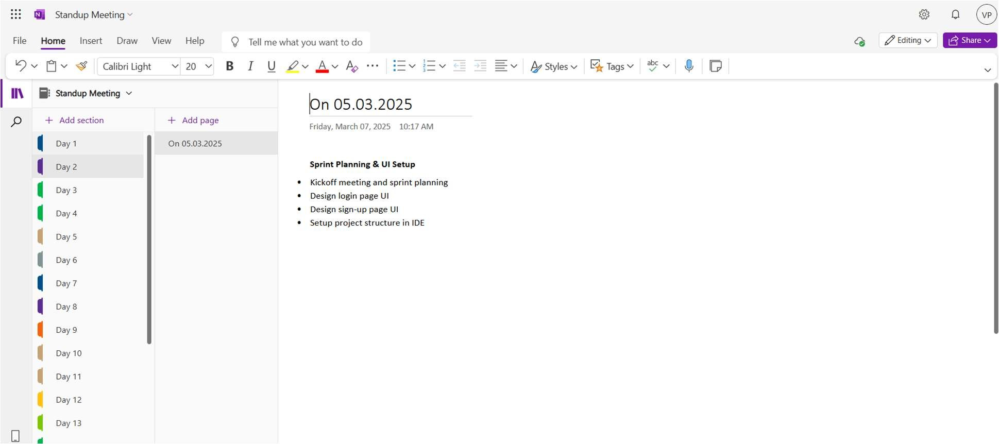 Standup Meeting
VP
File Home Insert Draw View Help Tell me what you want to do Editing Share
Calibri Light 20 B I U A A Styles Tags abc
Standup Meeting
+ Add section
Day 1
Day 2
Day 3
Day 4
Day 5
Day 6
Day 7
Day 8
Day 9
Day 10
Day 11
Day 12
Day 13
+ Add page
On 05.03.2025
On 05.03.2025
Friday, March 07, 2025 10:17 AM
Sprint Planning & UI Setup
• Kickoff meeting and sprint planning
• Design login page UI
• Design sign-up page UI
• Setup project structure in IDE